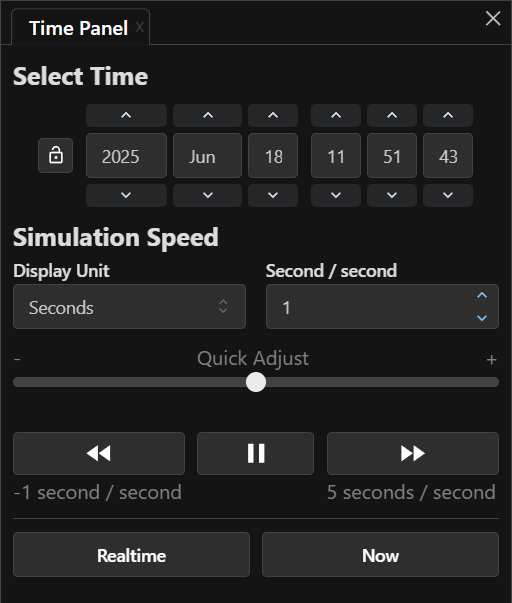 Time Panel x
Select Time
2025 Jun 18 11 51 43
Simulation Speed
Display Unit Second / second
Seconds 1
- Quick Adjust +
-1 second / second 5 seconds / second
Realtime Now